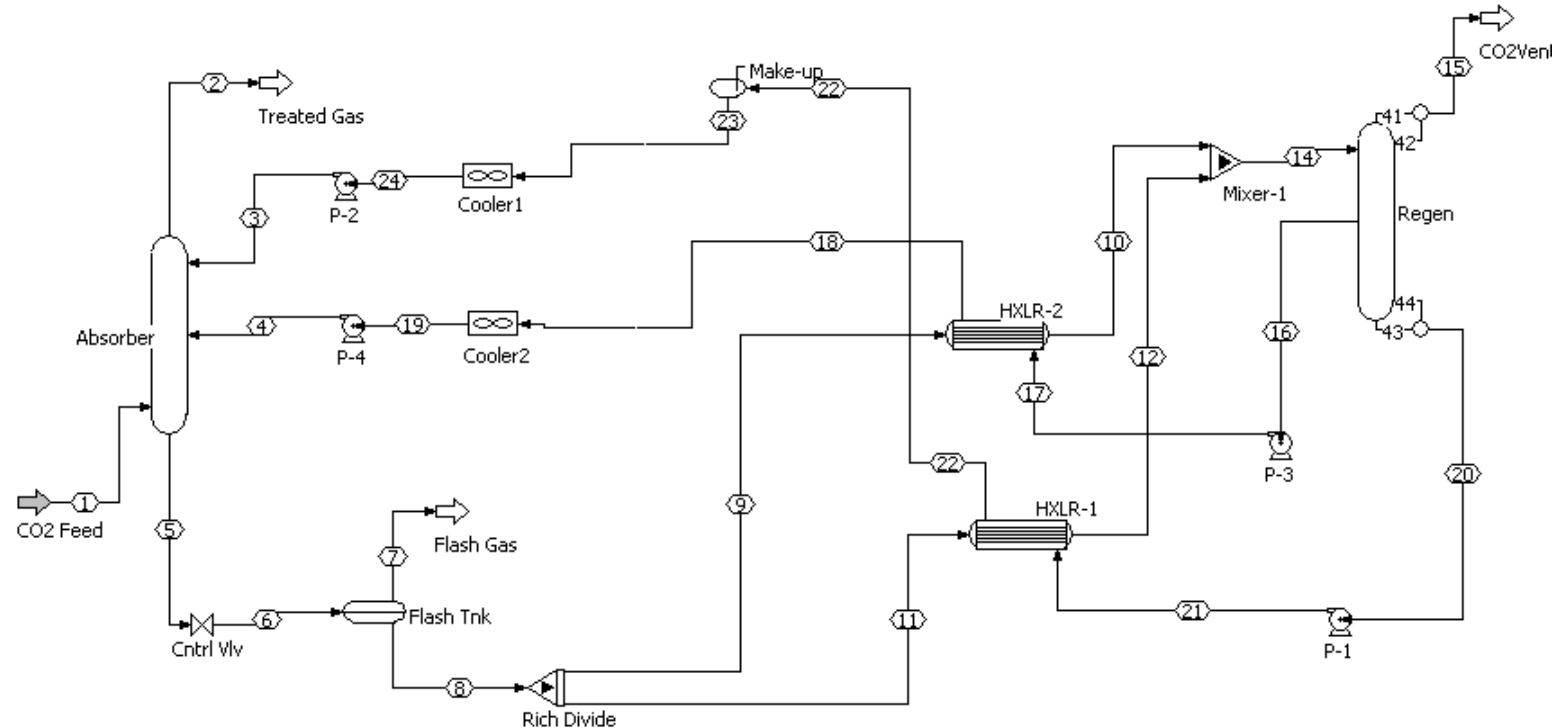 15
CO2Vent
2
Treated Gas
Make-up
22
23
41
42
14
Mixer-1
24
Cooler1
P-2
3
Regen
18
10
HXLR-2
4
19
Absorber
P-4
Cooler2
44
43
16
12
17
P-3
22
20
9
HXLR-1
1
CO2 Feed
5
7
Flash Gas
6
Flash Tnk
11
21
Cntrl Vlv
P-1
8
Rich Divide